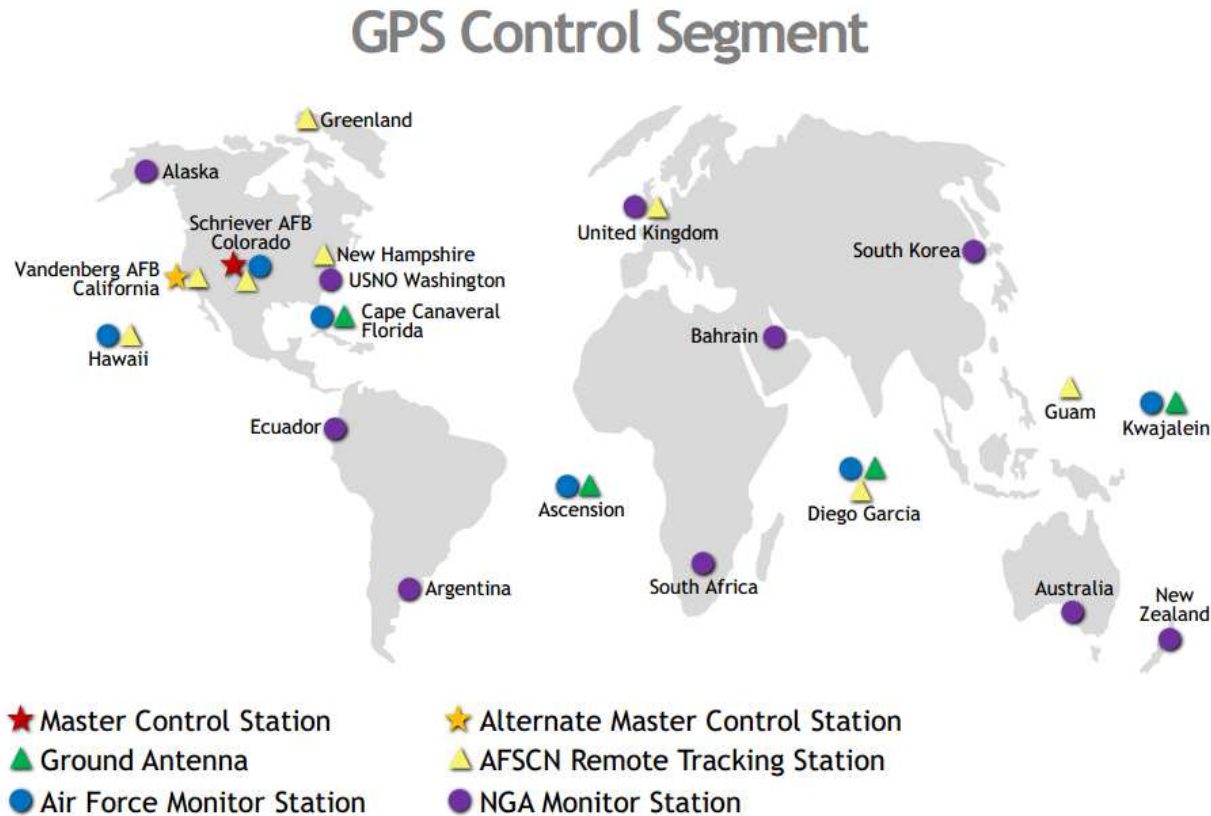 GPS Control Segment
Greenland
Alaska
Schriever AFB
Colorado
Vandenberg AFB
California
New Hampshire
USNO Washington
Cape Canaveral
Florida
Hawaii
United Kingdom
South Korea
Bahrain
Guam
Kwajalein
Ecuador
Ascension
Diego Garcia
Argentina
South Africa
Australia
New
Zealand
Master Control Station
Alternate Master Control Station
Ground Antenna
AFSCN Remote Tracking Station
Air Force Monitor Station
NGA Monitor Station